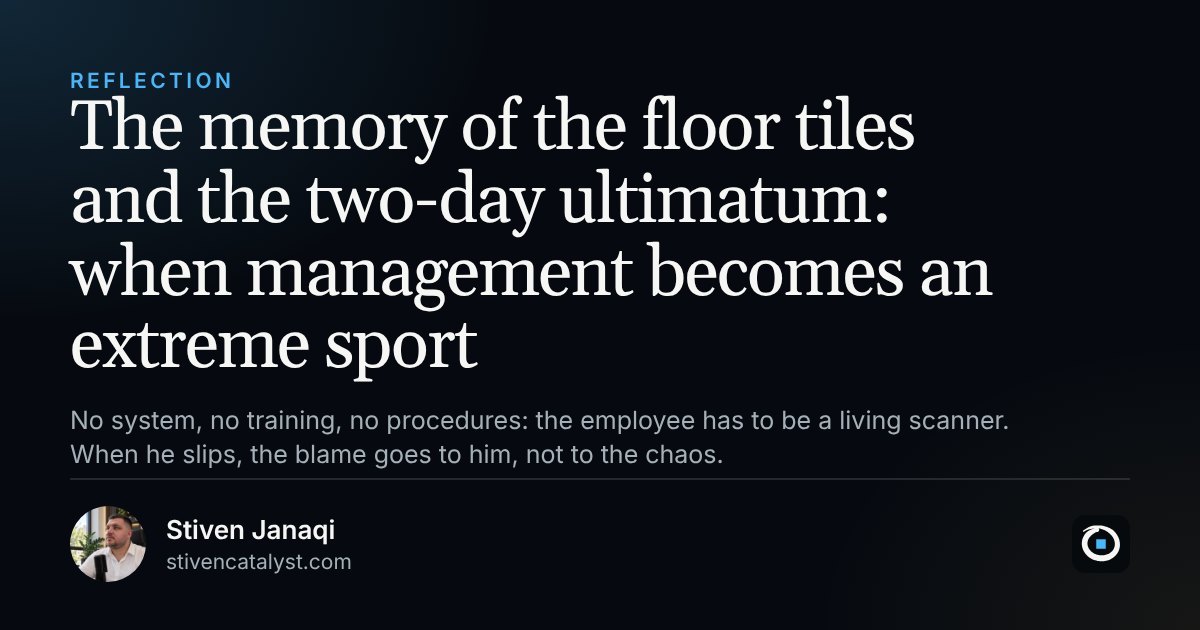 REFLECTION
The memory of the floor tiles
and the two-day ultimatum:
when management becomes an
extreme sport
No system, no training, no procedures: the employee has to be a living scanner.
When he slips, the blame goes to him, not to the chaos.
Stiven Janaqi
stivencatalyst.com